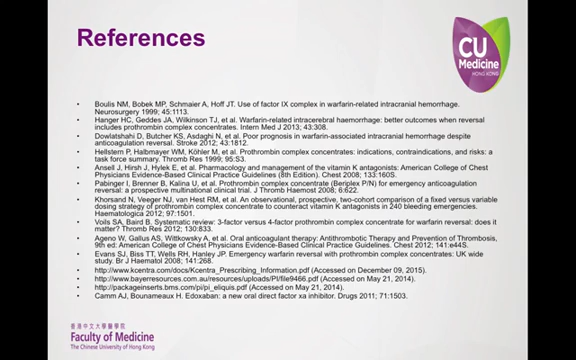 References
CU
Medicine
HONG KONG
• Boulis NM, Bobek MP, Schmaier A, Hoff JT. Use of factor IX complex in warfarin-related intracranial hemorrhage.
Neurosurgery 1999; 45:1113.
• Hanger HC, Geddes JA, Wilkinson TJ, et al. Warfarin-related intracerebral haemorrhage: better outcomes when reversal
includes prothrombin complex concentrates. Intern Med J 2013; 43:308.
• Dowlatshahi D, Butcher KS, Asdaghi N, et al. Poor prognosis in warfarin-associated intracranial hemorrhage despite
anticoagulation reversal. Stroke 2012; 43:1812.
• Hellstern P, Halbmayer WM, Köhler M, et al. Prothrombin complex concentrates: indications, contraindications, and risks: a
task force summary. Thromb Res 1999; 95:S3.
• Ansell J, Hirsh J, Hylek E, et al. Pharmacology and management of the vitamin K antagonists: American College of Chest
Physicians Evidence-Based Clinical Practice Guidelines (8th Edition). Chest 2008; 133:160S.
• Pabinger I, Brenner B, Kalina U, et al. Prothrombin complex concentrate (Beriplex P/N) for emergency anticoagulation
reversal: a prospective multinational clinical trial. J Thromb Haemost 2008; 6:622.
• Khorsand N, Veeger NJ, van Hest RM, et al. An observational, prospective, two-cohort comparison of a fixed versus variable
dosing strategy of prothrombin complex concentrate to counteract vitamin K antagonists in 240 bleeding emergencies.
Haematologica 2012; 97:1501.
• Voils SA, Baird B. Systematic review: 3-factor versus 4-factor prothrombin complex concentrate for warfarin reversal: does it
matter? Thromb Res 2012; 130:833.
• Ageno W, Gallus AS, Wittkowsky A, et al. Oral anticoagulant therapy: Antithrombotic Therapy and Prevention of Thrombosis,
9th ed: American College of Chest Physicians Evidence-Based Clinical Practice Guidelines. Chest 2012; 141:e44S.
• Evans SJ, Biss TT, Wells RH, Hanley JP. Emergency warfarin reversal with prothrombin complex concentrates: UK wide
study. Br J Haematol 2008; 141:268.
• http://www.kcentra.com/docs/Kcentra_Prescribing_Information.pdf (Accessed on December 09, 2015).
• http://www.bayerresources.com.au/resources/uploads/PI/file9466.pdf (Accessed on May 21, 2014).
• http://packageinserts.bms.com/pi/pi_eliquis.pdf (Accessed on May 21, 2014).
• Camm AJ, Bounameaux H. Edoxaban: a new oral direct factor xa inhibitor. Drugs 2011; 71:1503.
香港中文大學醫學院
Faculty of Medicine
The Chinese University of Hong Kong